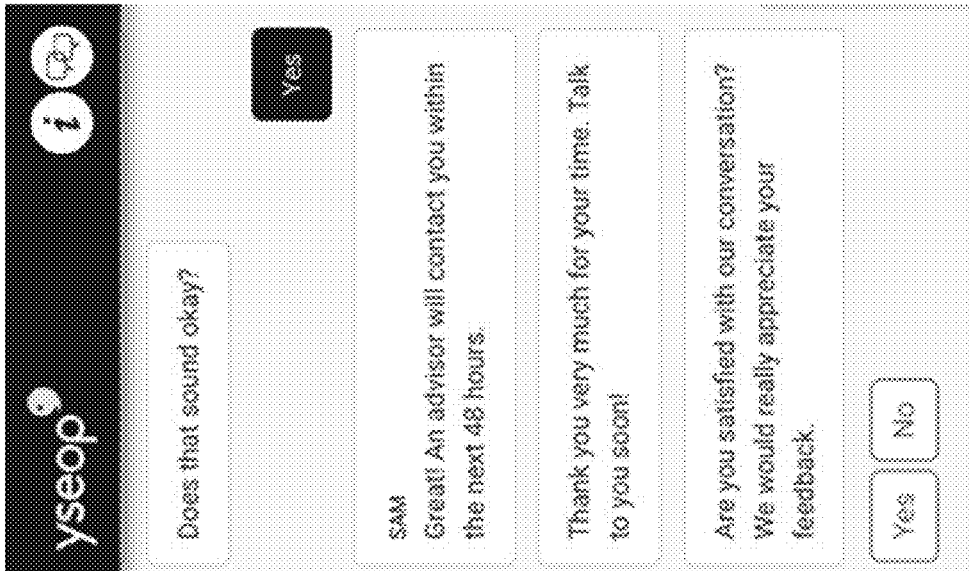 yseop
i
Does that sound okay?
Yes
SAM
Great! An advisor will contact you within
the next 48 hours.
Thank you very much for your time. Talk
to you soon!
Are you satisfied with our conversation?
We would really appreciate your
feedback.
Yes
No